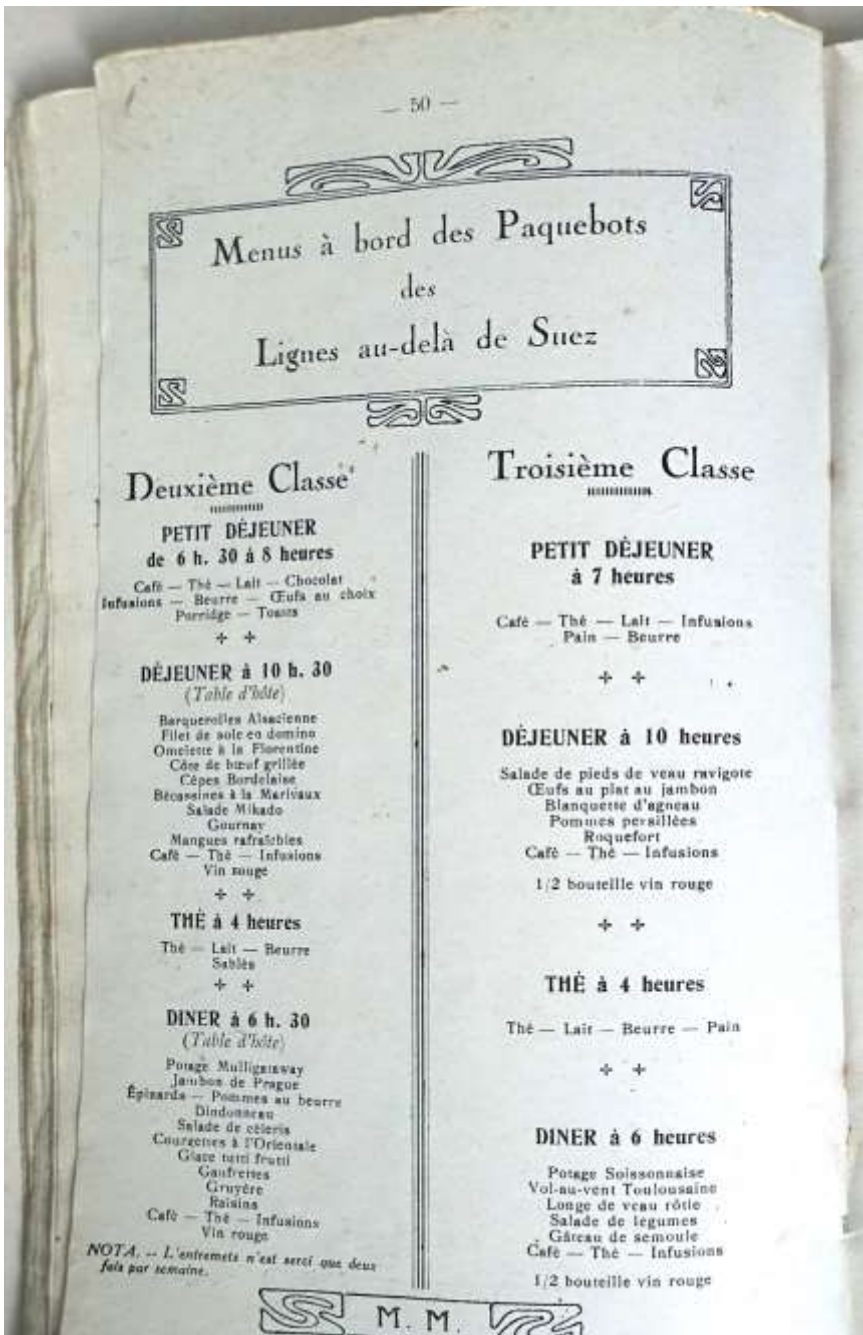 — 50 —
Menus à bord des Paquebots
des
Lignes au-delà de Suez
Deuxième Classe
PETIT DÉJEUNER
de 6 h. 30 à 8 heures
Café — Thé — Lait — Chocolat
Infusions — Beurre — Œufs au choix
Porridge — Toasts
DÉJEUNER à 10 h. 30
(Table d'hôte)
Barquerolles Alsacienne
Filet de sole en domino
Omelette à la Florentine
Côte de bœuf grillée
Cèpes Bordelaise
Bécassines à la Marivaux
Salade Mikado
Gournay
Mangues rafraîchies
Café — Thé — Infusions
Vin rouge
THÉ à 4 heures
Thé — Lait — Beurre
Sablés
DINER à 6 h. 30
(Table d'hôte)
Potage Mulligataway
Jambon de Prague
Épinards — Pommes au beurre
Dindonneau
Salade de céleris
Courgettes à l'Orientale
Glace tutti frutti
Gaufrettes
Gruyère
Raisins
Café — Thé — Infusions
Vin rouge
NOTA. — L'entremets n'est servi que deux
fois par semaine.
Troisième Classe
PETIT DÉJEUNER
à 7 heures
Café — Thé — Lait — Infusions
Pain — Beurre
DÉJEUNER à 10 heures
Salade de pieds de veau ravigote
Œufs au plat au jambon
Blanquette d'agneau
Pommes persillées
Roquefort
Café — Thé — Infusions
1/2 bouteille vin rouge
THÉ à 4 heures
Thé — Lait — Beurre — Pain
DINER à 6 heures
Potage Soissonnaise
Vol-au-vent Toulousaine
Longe de veau rôtie
Salade de légumes
Gâteau de semoule
Café — Thé — Infusions
1/2 bouteille vin rouge
M. M.